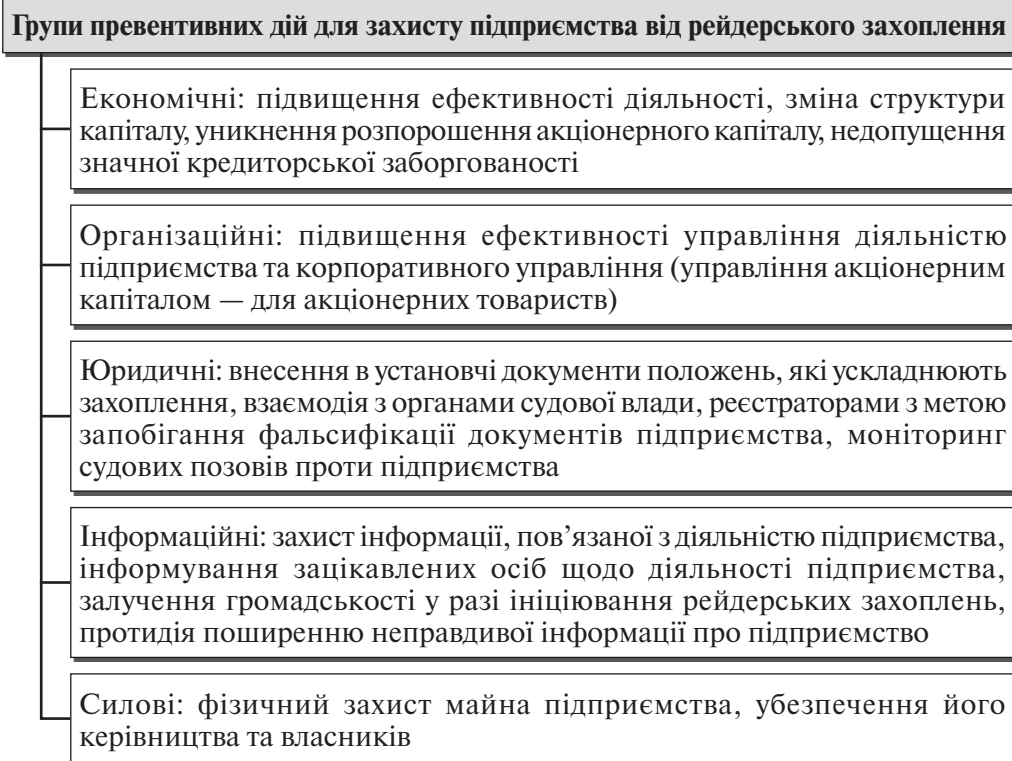 Групи превентивних дій для захисту підприємства від рейдерського захоплення
Економічні: підвищення ефективності діяльності, зміна структури
капіталу, уникнення розпорошення акціонерного капіталу, недопущення
значної кредиторської заборгованості
Організаційні: підвищення ефективності управління діяльністю
підприємства та корпоративного управління (управління акціонерним
капіталом — для акціонерних товариств)
Юридичні: внесення в установчі документи положень, які ускладнюють
захоплення, взаємодія з органами судової влади, реєстраторами з метою
запобігання фальсифікації документів підприємства, моніторинг
судових позовів проти підприємства
Інформаційні: захист інформації, пов’язаної з діяльністю підприємства,
інформування зацікавлених осіб щодо діяльності підприємства,
залучення громадськості у разі ініціювання рейдерських захоплень,
протидія поширенню неправдивої інформації про підприємство
Силові: фізичний захист майна підприємства, убезпечення його
керівництва та власників